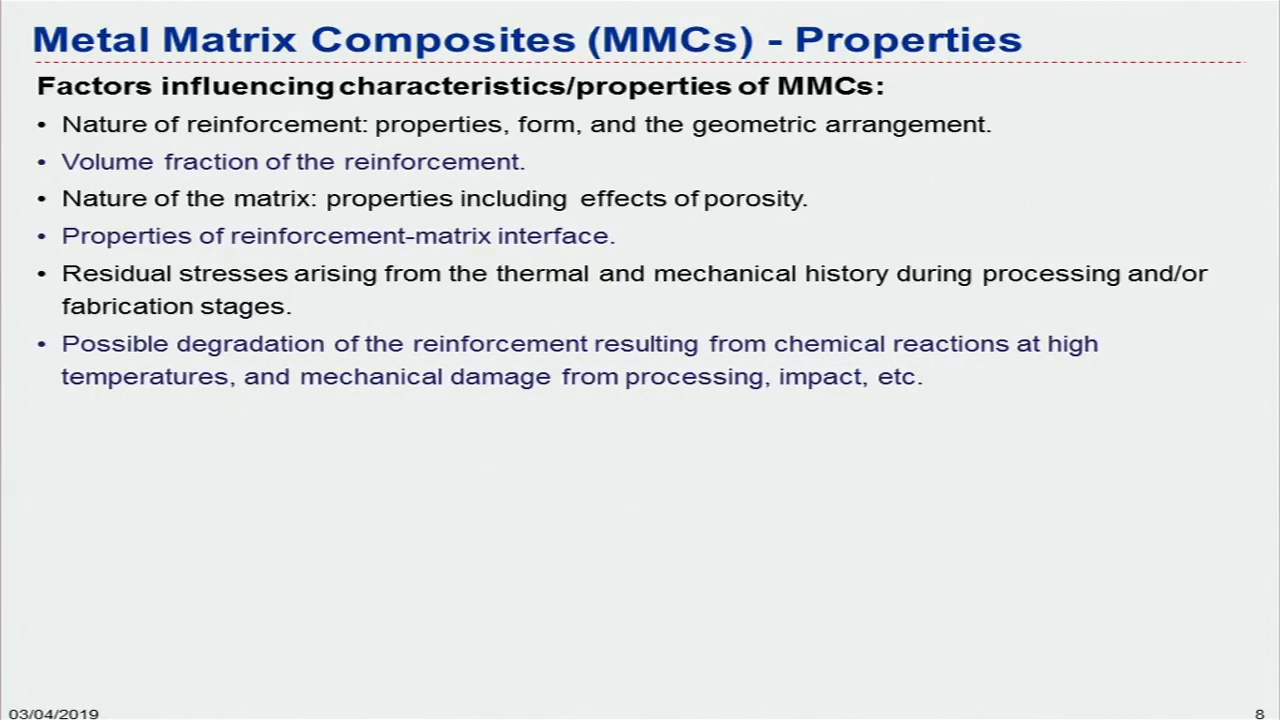 Metal Matrix Composites (MMCs) - Properties
Factors influencing characteristics/properties of MMCs:
• Nature of reinforcement: properties, form, and the geometric arrangement.
• Volume fraction of the reinforcement.
• Nature of the matrix: properties including effects of porosity.
• Properties of reinforcement-matrix interface.
• Residual stresses arising from the thermal and mechanical history during processing and/or
fabrication stages.
• Possible degradation of the reinforcement resulting from chemical reactions at high
temperatures, and mechanical damage from processing, impact, etc.
03/04/2019
8